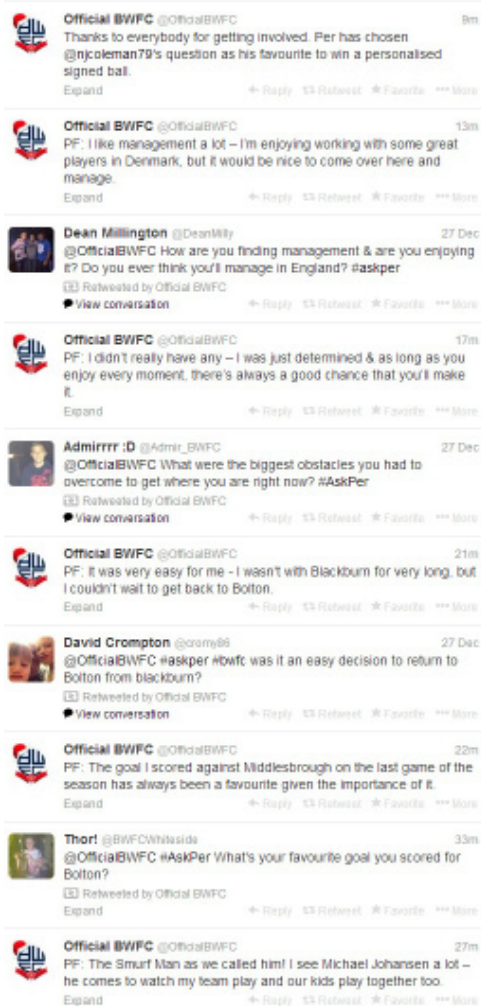 Official BWFC @OfficialBWFC 9m
Thanks to everybody for getting involved. Per has chosen
@njcoleman79's question as his favourite to win a personalised
signed ball.
Expand Reply Retweet Favorite More
Official BWFC @OfficialBWFC 13m
PF: I like management a lot – I'm enjoying working with some great
players in Denmark, but it would be nice to come over here and
manage.
Expand Reply Retweet Favorite More
Dean Millington @DeanMilly 27 Dec
@OfficialBWFC How are you finding management & are you enjoying
it? Do you ever think you'll manage in England? #askper
Retweeted by Official BWFC
View conversation Reply Retweet Favorite More
Official BWFC @OfficialBWFC 17m
PF: I didn't really have any – I was just determined & as long as you
enjoy every moment, there's always a good chance that you'll make
it.
Expand Reply Retweet Favorite More
Admirrrr :D @Admir_BWFC 27 Dec
@OfficialBWFC What were the biggest obstacles you had to
overcome to get where you are right now? #AskPer
Retweeted by Official BWFC
View conversation Reply Retweet Favorite More
Official BWFC @OfficialBWFC 21m
PF: It was very easy for me - I wasn't with Blackburn for very long, but
I couldn't wait to get back to Bolton.
Expand Reply Retweet Favorite More
David Crompton @cromy86 27 Dec
@OfficialBWFC #askper #bwfc was it an easy decision to return to
Bolton from blackburn?
Retweeted by Official BWFC
View conversation Reply Retweet Favorite More
Official BWFC @OfficialBWFC 22m
PF: The goal I scored against Middlesbrough on the last game of the
season has always been a favourite given the importance of it.
Expand Reply Retweet Favorite More
Thor! @BWFCWhiteside 33m
@OfficialBWFC #AskPer What's your favourite goal you scored for
Bolton?
Retweeted by Official BWFC
Expand Reply Retweet Favorite More
Official BWFC @OfficialBWFC 27m
PF: The Smurf Man as we called him! I see Michael Johansen a lot –
he comes to watch my team play and our kids play together too.
Expand Reply Retweet Favorite More